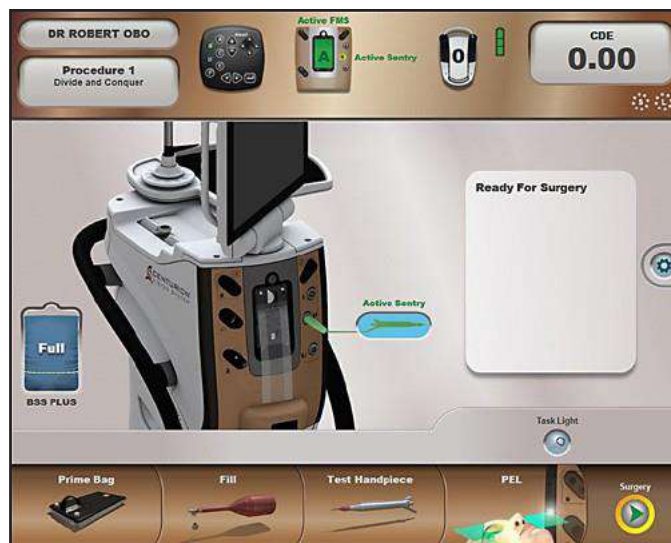 DR ROBERT OBO
Procedure 1
Divide and Conquer
Active FMS
A
Active Sentry
0
CDE
0.00
Ready For Surgery
CENTURION
Active Sentry
Full
BSS PLUS
Task Light
Prime Bag
Fill
Test Handpiece
PEL
Surgery